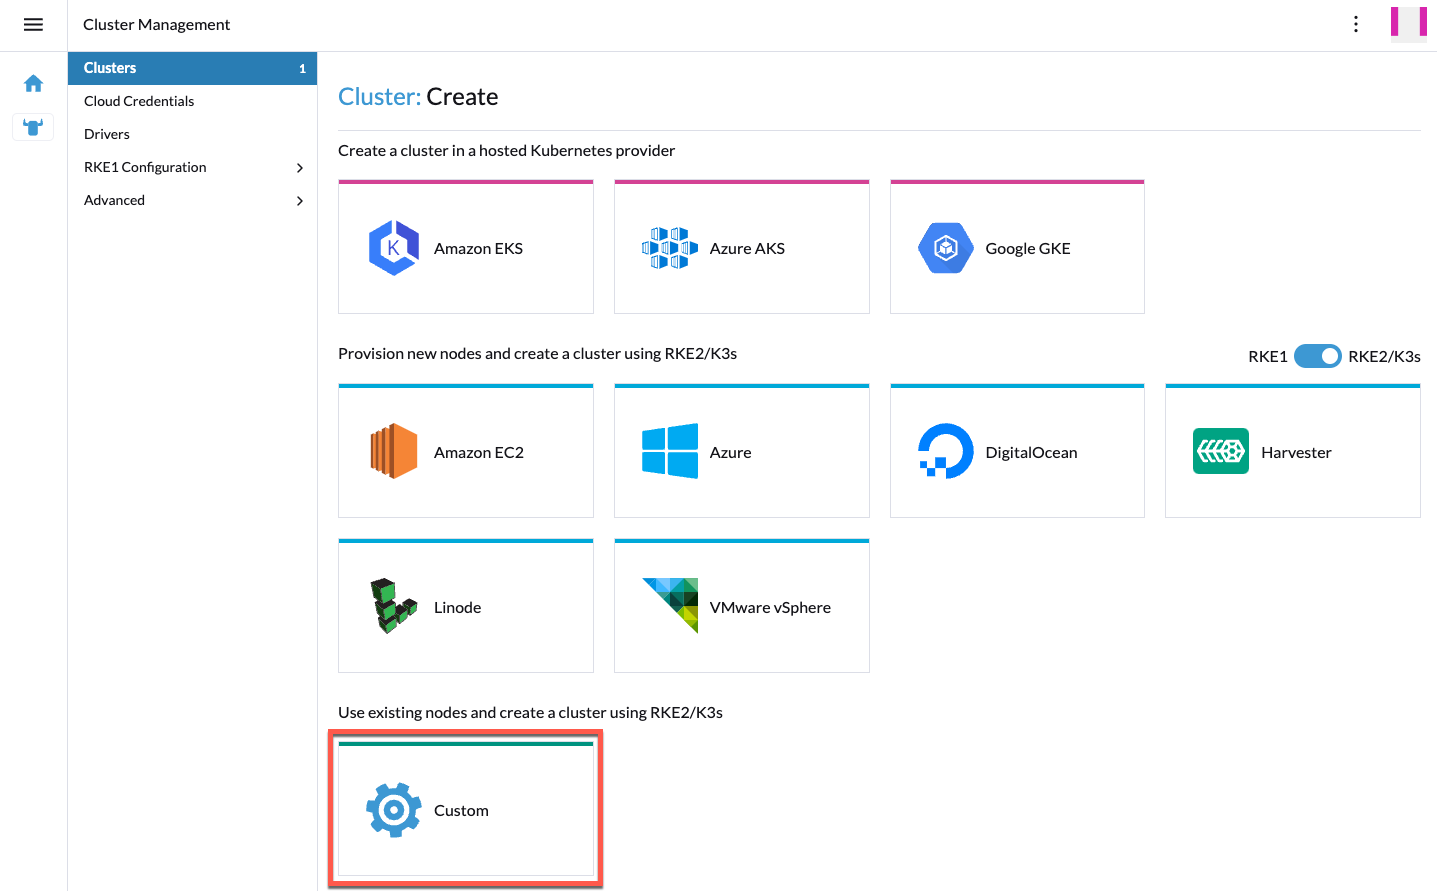 Cluster Management
Clusters 1
Cloud Credentials
Drivers
RKE1 Configuration
Advanced
Cluster: Create
Create a cluster in a hosted Kubernetes provider
K
Amazon EKS
Azure AKS
Google GKE
Provision new nodes and create a cluster using RKE2/K3s
RKE1 RKE2/K3s
Amazon EC2
Azure
DigitalOcean
Harvester
Linode
VMware vSphere
Use existing nodes and create a cluster using RKE2/K3s
Custom